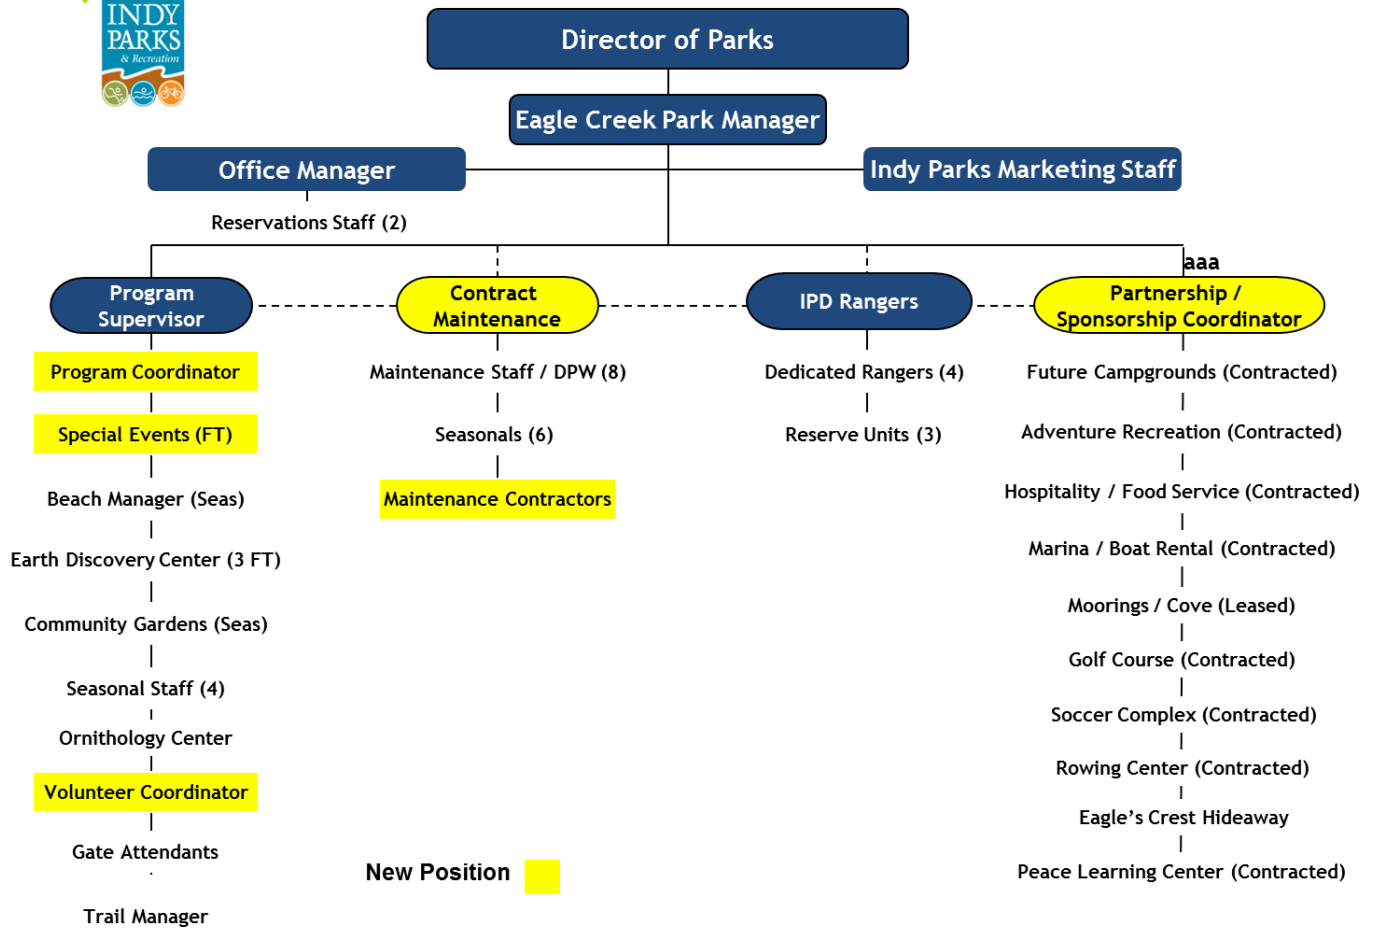 INDY
PARKS
& Recreation
Director of Parks
Eagle Creek Park Manager
Office Manager
Indy Parks Marketing Staff
Reservations Staff (2)
aaa
Program
Supervisor
Contract
Maintenance
IPD Rangers
Partnership /
Sponsorship Coordinator
Program Coordinator
Special Events (FT)
Beach Manager (Seas)
Earth Discovery Center (3 FT)
Community Gardens (Seas)
Seasonal Staff (4)
Ornithology Center
Volunteer Coordinator
Gate Attendants
Trail Manager
Maintenance Staff / DPW (8)
Seasonals (6)
Maintenance Contractors
Dedicated Rangers (4)
Reserve Units (3)
Future Campgrounds (Contracted)
Adventure Recreation (Contracted)
Hospitality / Food Service (Contracted)
Marina / Boat Rental (Contracted)
Moorings / Cove (Leased)
Golf Course (Contracted)
Soccer Complex (Contracted)
Rowing Center (Contracted)
Eagle’s Crest Hideaway
Peace Learning Center (Contracted)
New Position